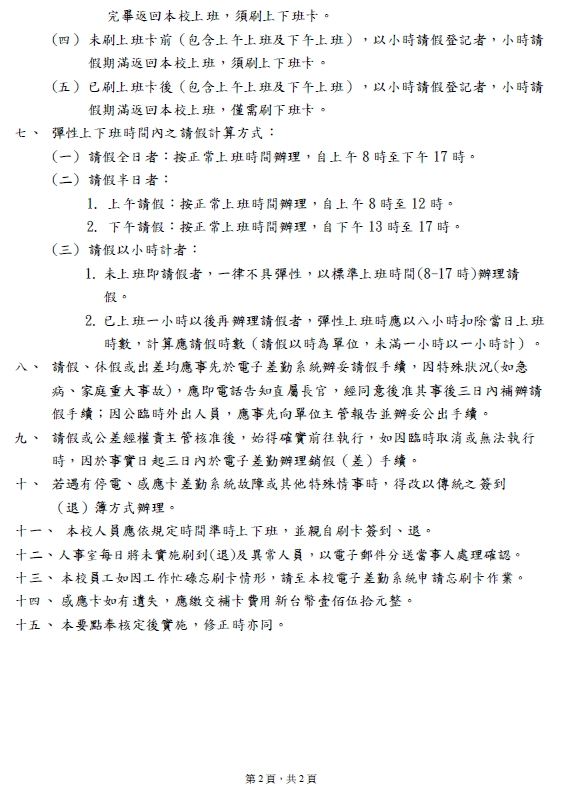 完畢返回本校上班，須刷上下班卡。
(四) 未刷上班卡前(包含上午上班及下午上班)，以小時請假登記者，小時請
假期滿返回本校上班，須刷上下班卡。
(五) 已刷上班卡後(包含上午上班及下午上班)，以小時請假登記者，小時請
假期滿返回本校上班，僅需刷下班卡。
七、 彈性上下班時間內之請假計算方式：
(一) 請假全日者：按正常上班時間辦理，自上午 8 時至下午 17 時。
(二) 請假半日者：
1. 上午請假：按正常上班時間辦理，自上午 8 時至 12 時。
2. 下午請假：按正常上班時間辦理，自下午 13 時至 17 時。
(三) 請假以小時計者：
1. 未上班即請假者，一律不具彈性，以標準上班時間(8-17 時)辦理請
假。
2. 已上班一小時以後再辦理請假者，彈性上班時應以八小時扣除當日上班
時數，計算應請假時數(請假以時為單位，未滿一小時以一小時計)。
八、 請假、休假或出差均應事先於電子差勤系統辦妥請假手續，因特殊狀況(如急
病、家庭重大事故)，應即電話告知直屬長官，經同意後准其事後三日內補辦請
假手續；因公臨時外出人員，應事先向單位主管報告並辦妥公出手續。
九、 請假或公差經權責主管核准後，始得確實前往執行，如因臨時取消或無法執行
時，因於事實日起三日內於電子差勤辦理銷假(差)手續。
十、 若遇有停電、感應卡差勤系統故障或其他特殊情事時，得改以傳統之簽到
(退)簿方式辦理。
十一、 本校人員應依規定時間準時上下班，並親自刷卡簽到、退。
十二、人事室每日將未實施刷到(退)及異常人員，以電子郵件分送當事人處理確認。
十三、 本校員工如因工作忙碌忘刷卡情形，請至本校電子差勤系統申請忘刷卡作業。
十四、 感應卡如有遺失，應繳交補卡費用新台幣壹佰伍拾元整。
十五、 本要點奉核定後實施，修正時亦同。
第 2 頁，共 2 頁